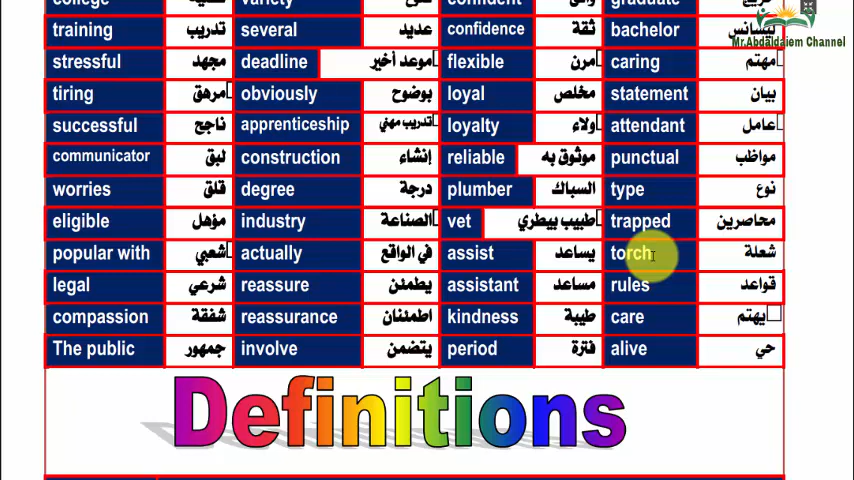 training تدريب several عديد confidence ثقة bachelor ليسانس
Mr.Abdaldaiem Channel
stressful مجهد deadline موعد أخير flexible مرن caring مهتم
tiring مرهق obviously بوضوح loyal مخلص statement بيان
successful ناجح apprenticeship تدريب مهني loyalty ولاء attendant عامل
communicator لبق construction إنشاء reliable موثوق به punctual مواظب
worries قلق degree درجة plumber السباك type نوع
eligible مؤهل industry الصناعة vet طبيب بيطري trapped محاصرين
popular with شعبي actually في الواقع assist يساعد torch شعلة
legal شرعي reassure يطمئن assistant مساعد rules قواعد
compassion شفقة reassurance اطمئنان kindness طيبة care يهتم
The public جمهور involve يتضمن period فترة alive حي
Definitions